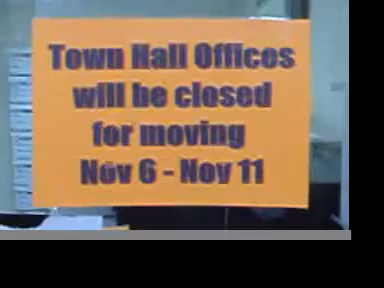 Town Hall Offices
will be closed
for moving
Nov 6 - Nov 11